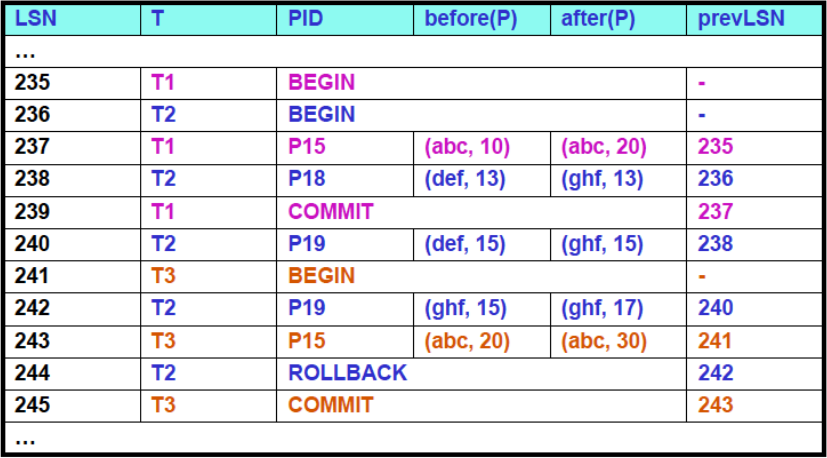 LSN T PID before(P) after(P) prevLSN
...
235 T1 BEGIN -
236 T2 BEGIN -
237 T1 P15 (abc, 10) (abc, 20) 235
238 T2 P18 (def, 13) (ghf, 13) 236
239 T1 COMMIT 237
240 T2 P19 (def, 15) (ghf, 15) 238
241 T3 BEGIN -
242 T2 P19 (ghf, 15) (ghf, 17) 240
243 T3 P15 (abc, 20) (abc, 30) 241
244 T2 ROLLBACK 242
245 T3 COMMIT 243
...